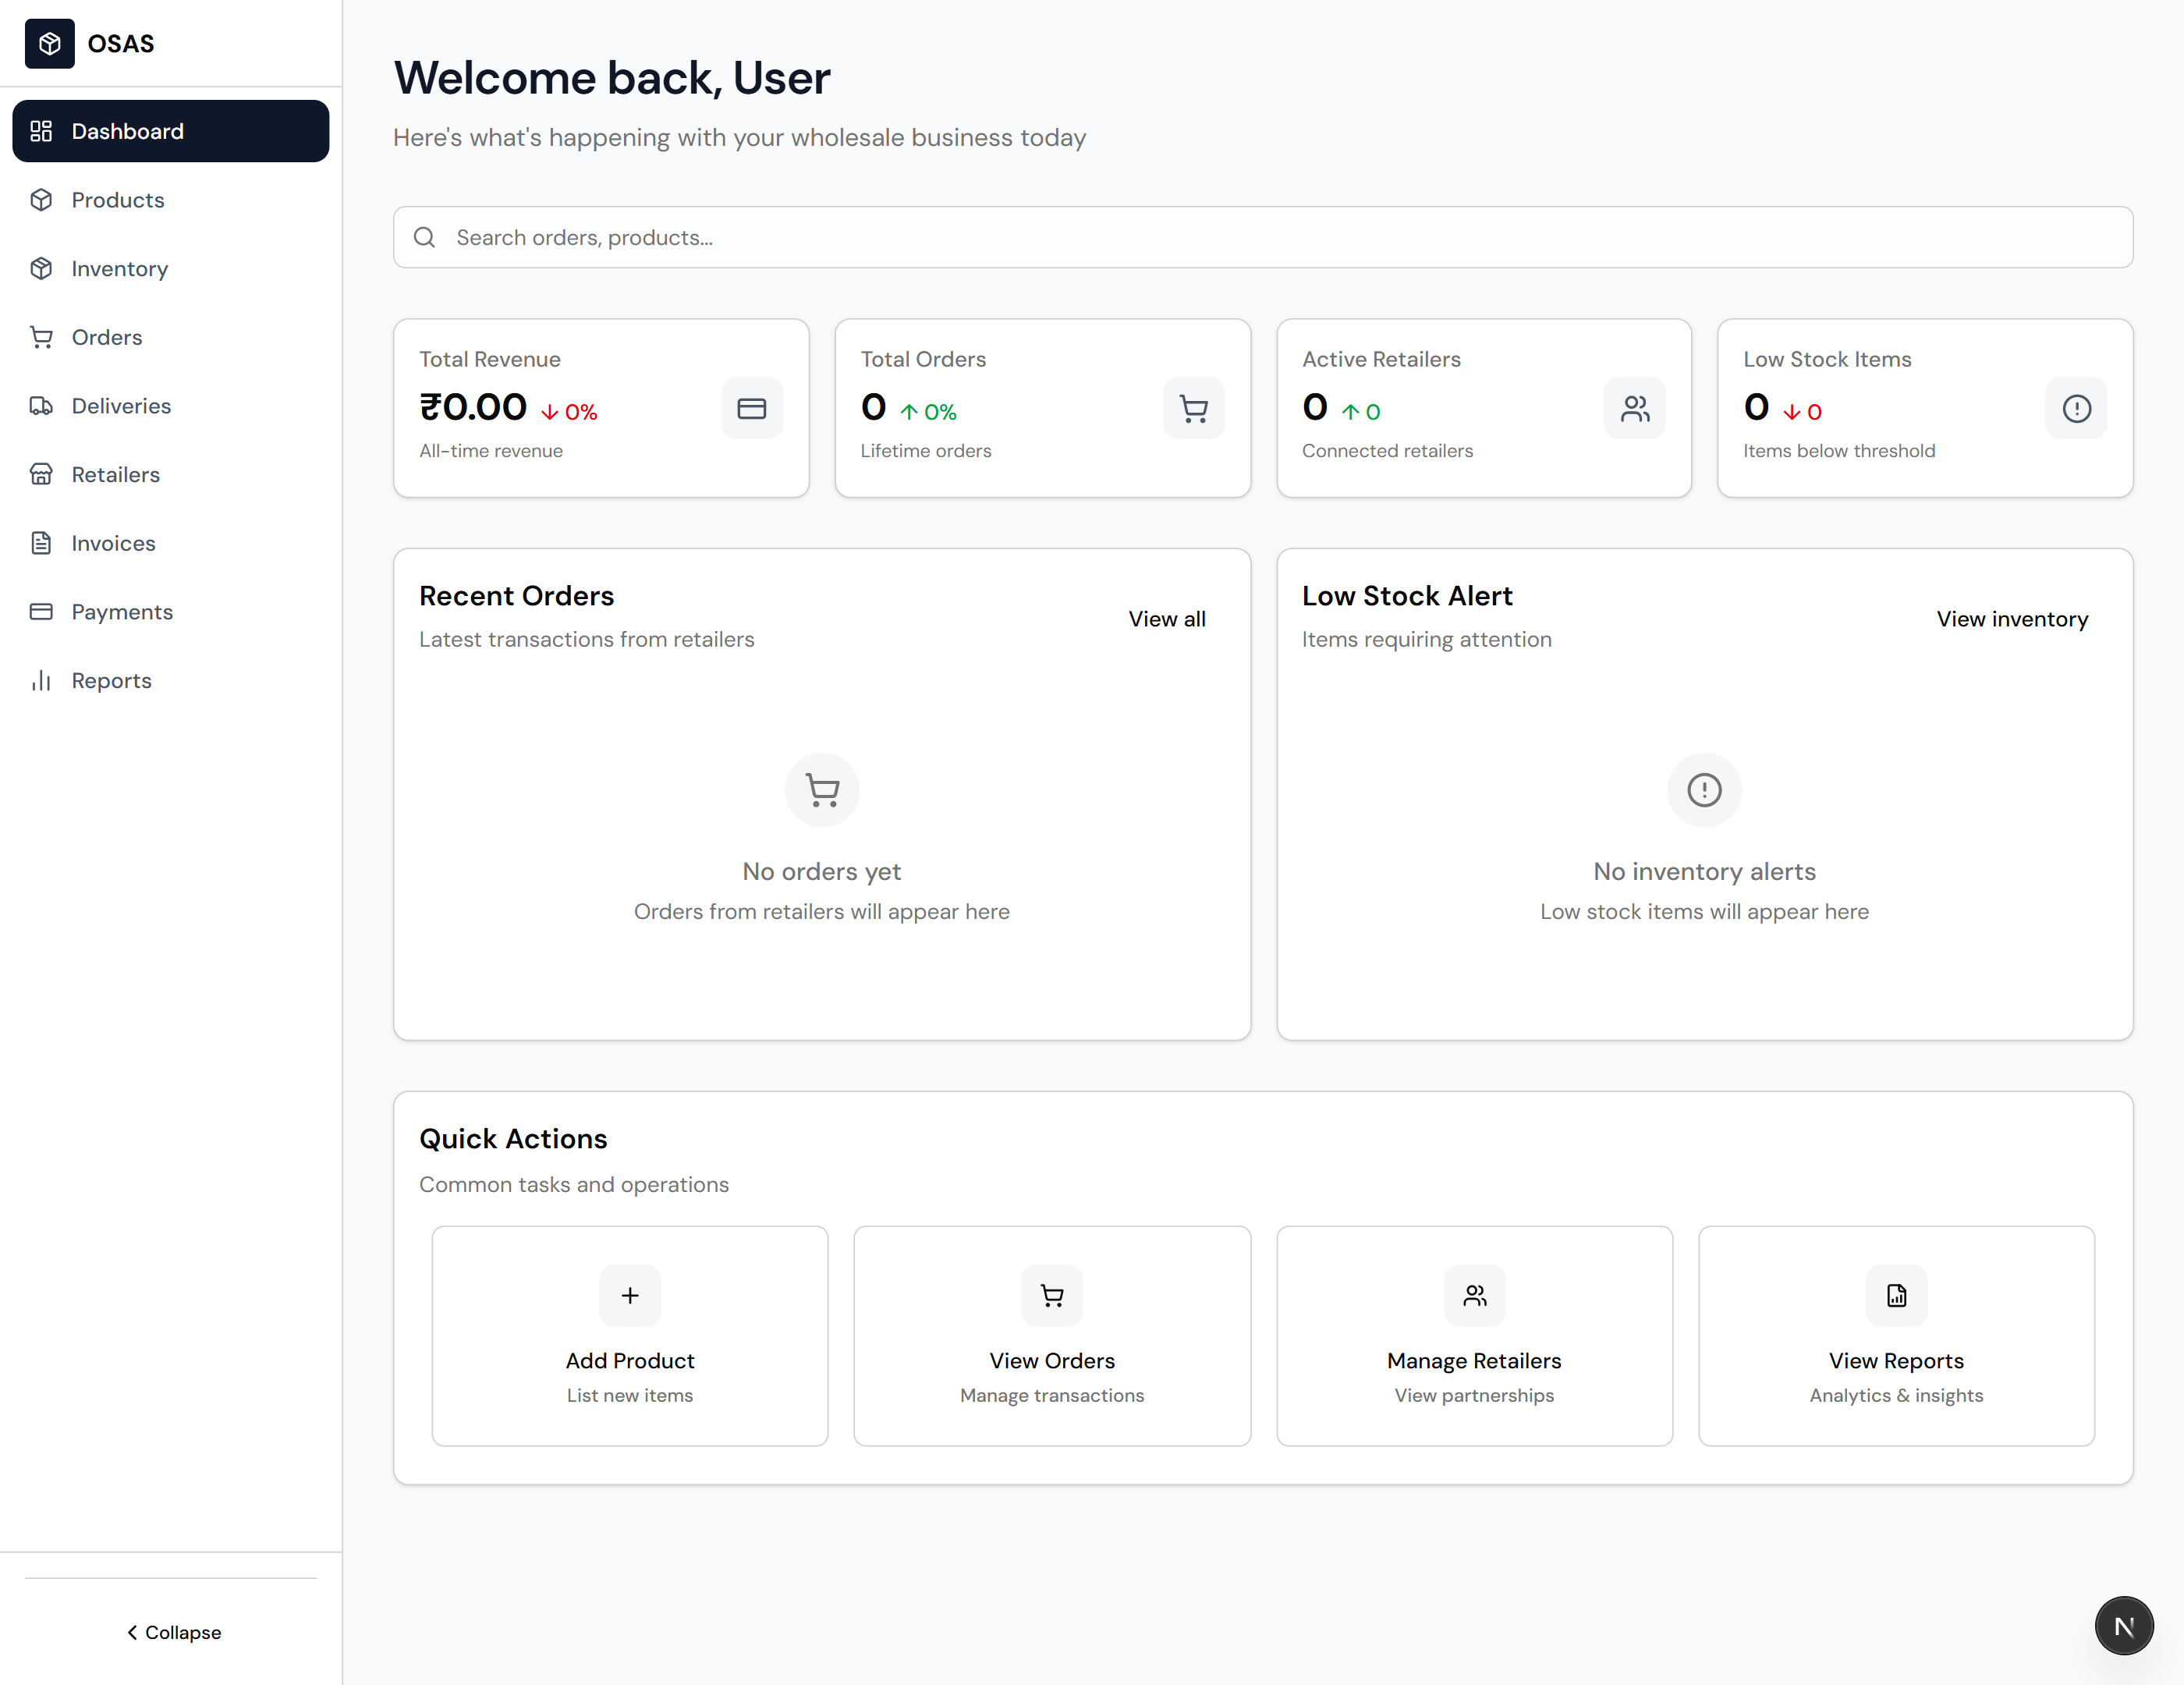 OSAS
Dashboard
Products
Inventory
Orders
Deliveries
Retailers
Invoices
Payments
Reports
Collapse
Welcome back, User
Here's what's happening with your wholesale business today
Search orders, products...
Total Revenue
₹0.00 ↓ 0%
All-time revenue
Total Orders
0 ↑ 0%
Lifetime orders
Active Retailers
0 ↑ 0
Connected retailers
Low Stock Items
0 ↓ 0
Items below threshold
Recent Orders
Latest transactions from retailers
View all
No orders yet
Orders from retailers will appear here
Low Stock Alert
Items requiring attention
View inventory
No inventory alerts
Low stock items will appear here
Quick Actions
Common tasks and operations
Add Product
List new items
View Orders
Manage transactions
Manage Retailers
View partnerships
View Reports
Analytics & insights
N